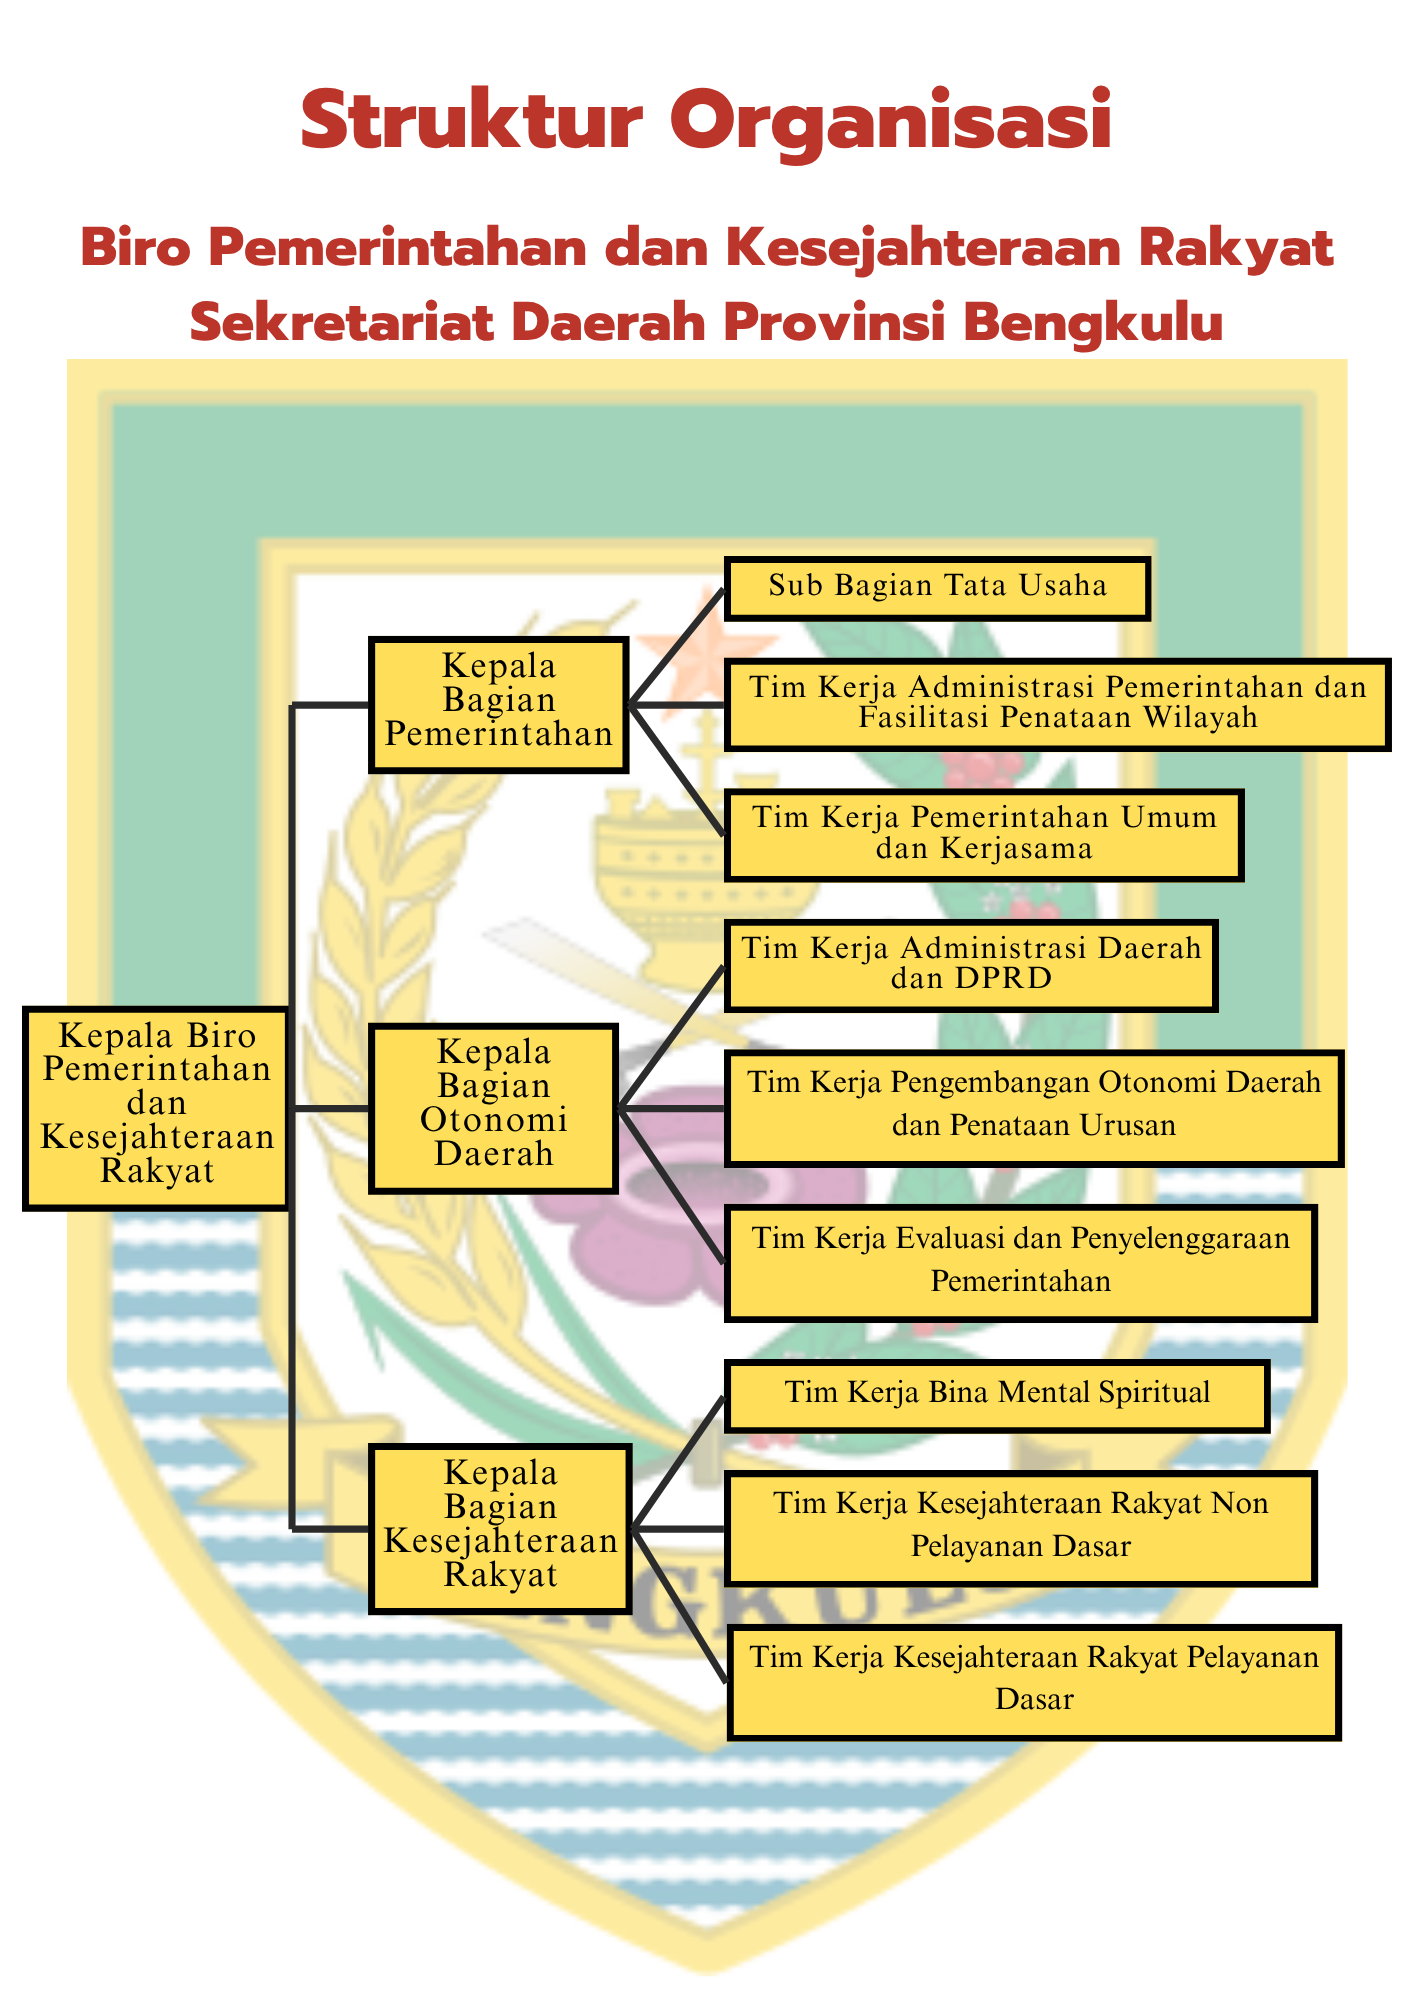 Struktur Organisasi
Biro Pemerintahan dan Kesejahteraan Rakyat
Sekretariat Daerah Provinsi Bengkulu
Kepala Biro
Pemerintahan
dan
Kesejahteraan
Rakyat
Kepala
Bagian
Pemerintahan
Sub Bagian Tata Usaha
Tim Kerja Administrasi Pemerintahan dan
Fasilitasi Penataan Wilayah
Tim Kerja Pemerintahan Umum
dan Kerjasama
Kepala
Bagian
Otonomi
Daerah
Tim Kerja Administrasi Daerah
dan DPRD
Tim Kerja Pengembangan Otonomi Daerah
dan Penataan Urusan
Tim Kerja Evaluasi dan Penyelenggaraan
Pemerintahan
Kepala
Bagian
Kesejahteraan
Rakyat
Tim Kerja Bina Mental Spiritual
Tim Kerja Kesejahteraan Rakyat Non
Pelayanan Dasar
Tim Kerja Kesejahteraan Rakyat Pelayanan
Dasar